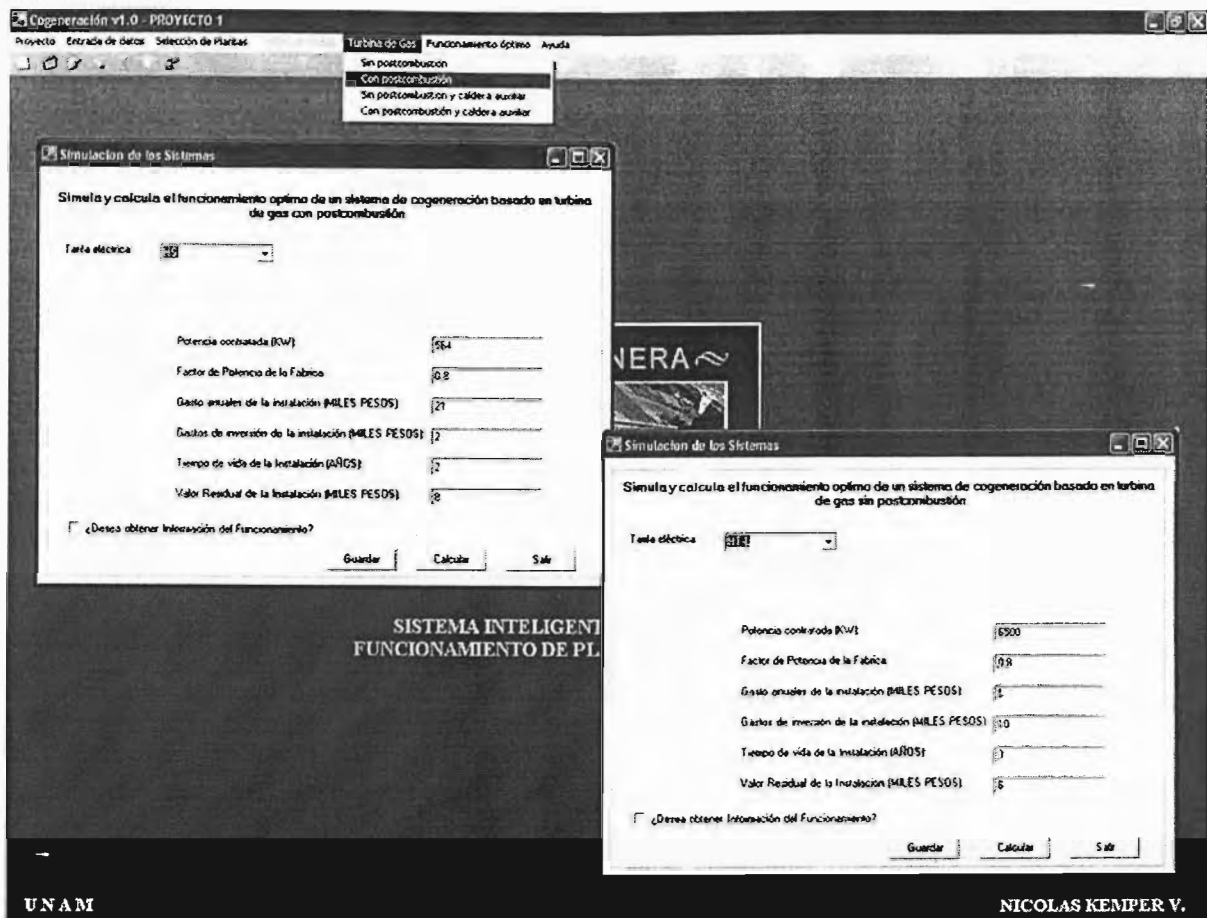 Cogeneración v1.0 - PROYECTO 1
Proyecto Entrada de datos Selección de Plantas Turbina de Gas Funcionamiento óptimo Ayuda
Sin postcombustión
Con postcombustión
Sin postcombustion y caldera auxiliar
Con postcombustión y caldera auxiliar
Simulacion de los Sistemas
Simula y calcula el funcionamiento optimo de un sistema de cogeneración basado en turbina
de gas con postcombustión
Tarifa eléctrica
Potencia contratada (KW)
564
Factor de Potencia de la Fabrica
0.8
Gasto anuales de la instalación (MILES PESOS)
21
Gastos de inversión de la instalación (MILES PESOS)
2
Tiempo de vida de la Instalación (AÑOS)
2
Valor Residual de la Instalación (MILES PESOS)
8
¿Desea obtener Información del Funcionamiento?
Guardar Calcular Salir
NERA
SISTEMA INTELIGENT
FUNCIONAMIENTO DE PL
Simulacion de los Sistemas
Simula y calcula el funcionamiento optimo de un sistema de cogeneración basado en turbina
de gas sin postcombustión
Tarifa eléctrica
Potencia contratada (KW)
6500
Factor de Potencia de la Fabrica
0.8
Gasto anuales de la instalación (MILES PESOS)
Gastos de inversión de la instalación (MILES PESOS)
10
Tiempo de vida de la Instalación (AÑOS)
Valor Residual de la Instalación (MILES PESOS)
¿Desea obtener Información del Funcionamiento?
Guardar Calcular Salir
UNAM
NICOLAS KEMPER V.